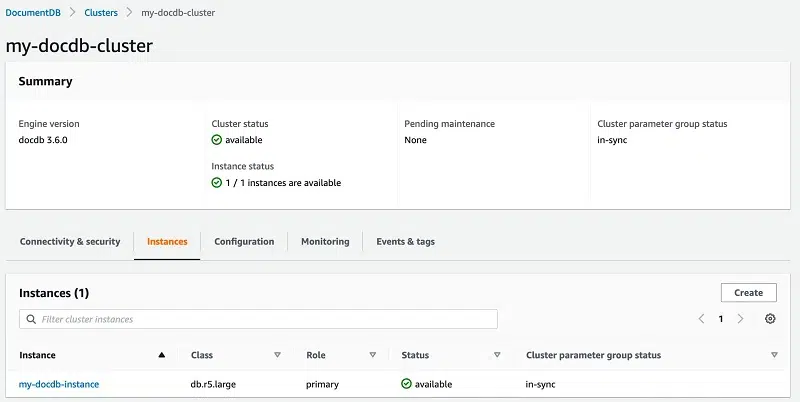 DocumentDB > Clusters > my-docdb-cluster
my-docdb-cluster
Summary
Engine version
docdb 3.6.0
Cluster status
available
Instance status
1 / 1 instances are available
Pending maintenance
None
Cluster parameter group status
in-sync
Connectivity & security Instances Configuration Monitoring Events & tags
Instances (1) Create
Filter cluster instances < 1 >
Instance Class Role Status Cluster parameter group status
my-docdb-instance db.r5.large primary available in-sync